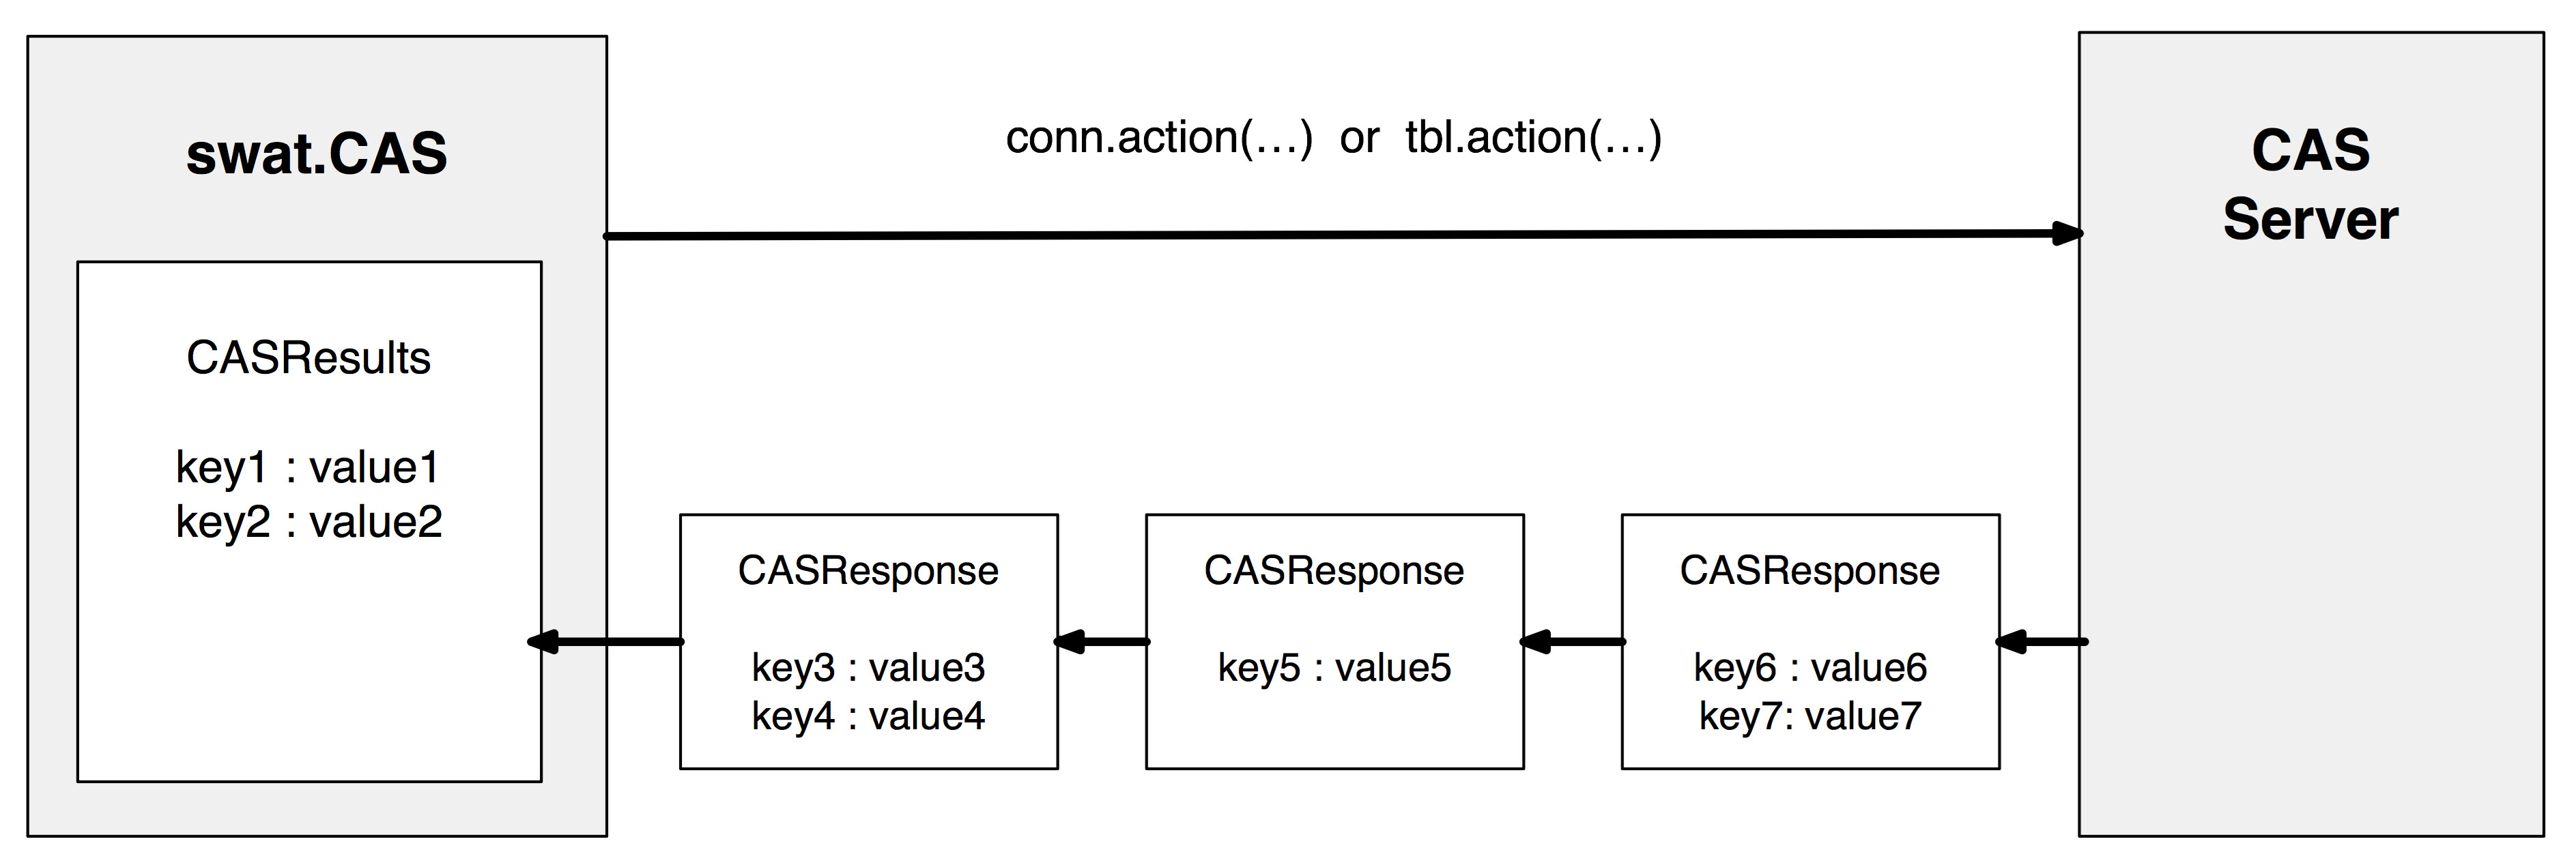 swat.CAS
CASResults
key1 : value1
key2 : value2
conn.action(...)  or  tbl.action(...)
CASResponse
key3 : value3
key4 : value4
CASResponse
key5 : value5
CASResponse
key6 : value6
key7: value7
CAS
Server